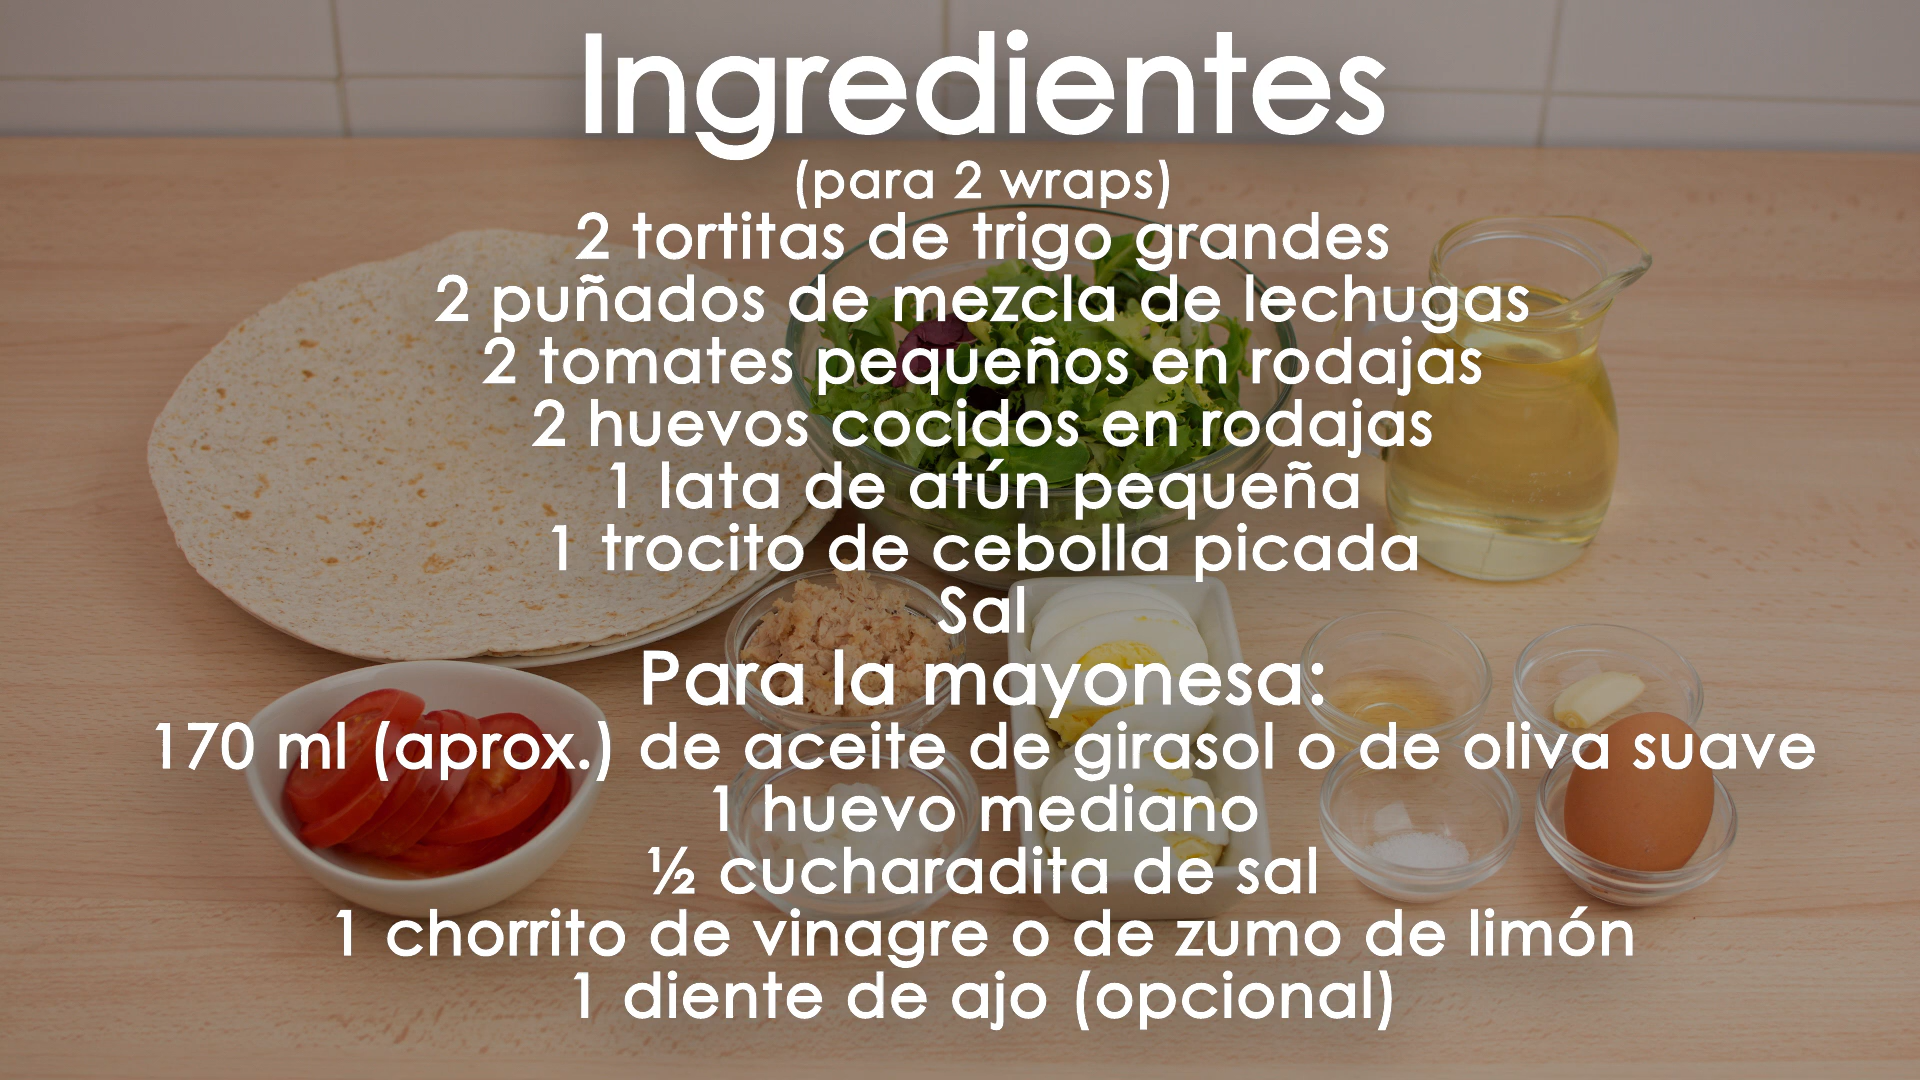 Ingredientes
(para 2 wraps)
2 tortitas de trigo grandes
2 puñados de mezcla de lechugas
2 tomates pequeños en rodajas
2 huevos cocidos en rodajas
1 lata de atún pequeña
1 trocito de cebolla picada
Sal
Para la mayonesa:
170 ml (aprox.) de aceite de girasol o de oliva suave
1 huevo mediano
½ cucharadita de sal
1 chorrito de vinagre o de zumo de limón
1 diente de ajo (opcional)